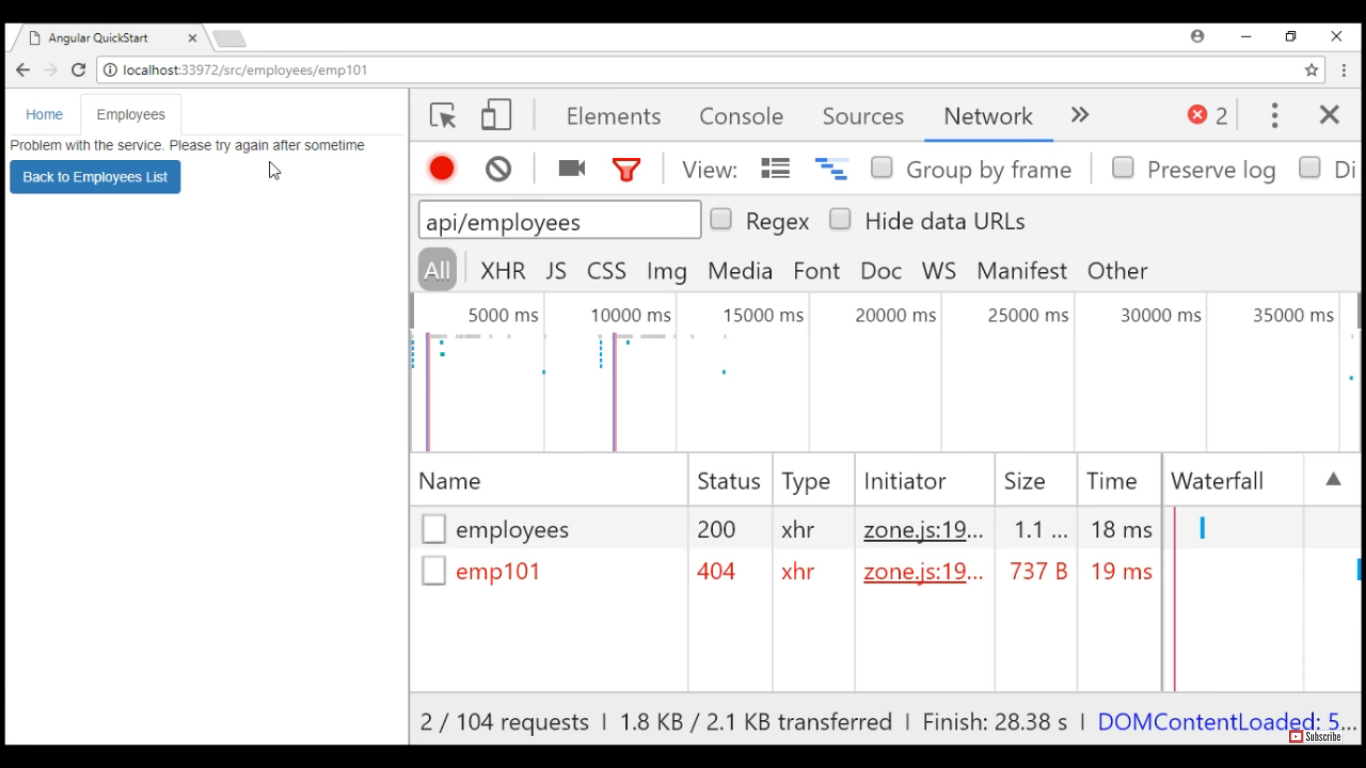 Angular QuickStart
localhost:33972/src/employees/emp101
Home Employees
Problem with the service. Please try again after sometime
Back to Employees List
Elements Console Sources Network 2
View: Group by frame Preserve log Di
api/employees Regex Hide data URLs
All XHR JS CSS Img Media Font Doc WS Manifest Other
5000 ms 10000 ms 15000 ms 20000 ms 25000 ms 30000 ms 35000 ms
Name Status Type Initiator Size Time Waterfall
employees 200 xhr zone.js:19... 1.1 ... 18 ms
emp101 404 xhr zone.js:19... 737 B 19 ms
2 / 104 requests | 1.8 KB / 2.1 KB transferred | Finish: 28.38 s | DOMContentLoaded: 5...
Subscribe